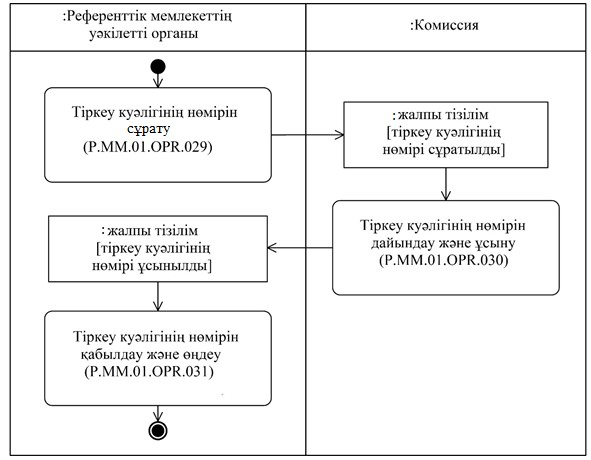 :Референттік мемлекеттің
уәкілетті органы
:Комиссия
Тіркеу куәлігінің нөмірін
сұрату
(P.MM.01.OPR.029)
:жалпы тізілім
[тіркеу куәлігінің
нөмірі сұратылды]
Тіркеу куәлігінің нөмірін
дайындау және ұсыну
(P.MM.01.OPR.030)
:жалпы тізілім
[тіркеу куәлігінің
нөмірі ұсынылды]
Тіркеу куәлігінің нөмірін
қабылдау және өңдеу
(P.MM.01.OPR.031)